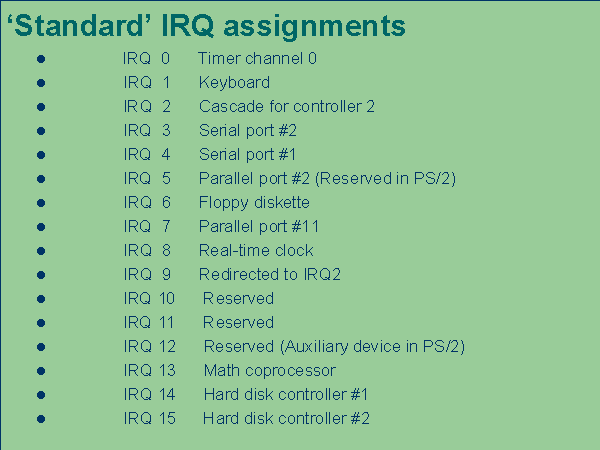 ‘Standard’ IRQ assignments
IRQ 0 Timer channel 0
IRQ 1 Keyboard
IRQ 2 Cascade for controller 2
IRQ 3 Serial port #2
IRQ 4 Serial port #1
IRQ 5 Parallel port #2 (Reserved in PS/2)
IRQ 6 Floppy diskette
IRQ 7 Parallel port #11
IRQ 8 Real-time clock
IRQ 9 Redirected to IRQ2
IRQ 10 Reserved
IRQ 11 Reserved
IRQ 12 Reserved (Auxiliary device in PS/2)
IRQ 13 Math coprocessor
IRQ 14 Hard disk controller #1
IRQ 15 Hard disk controller #2